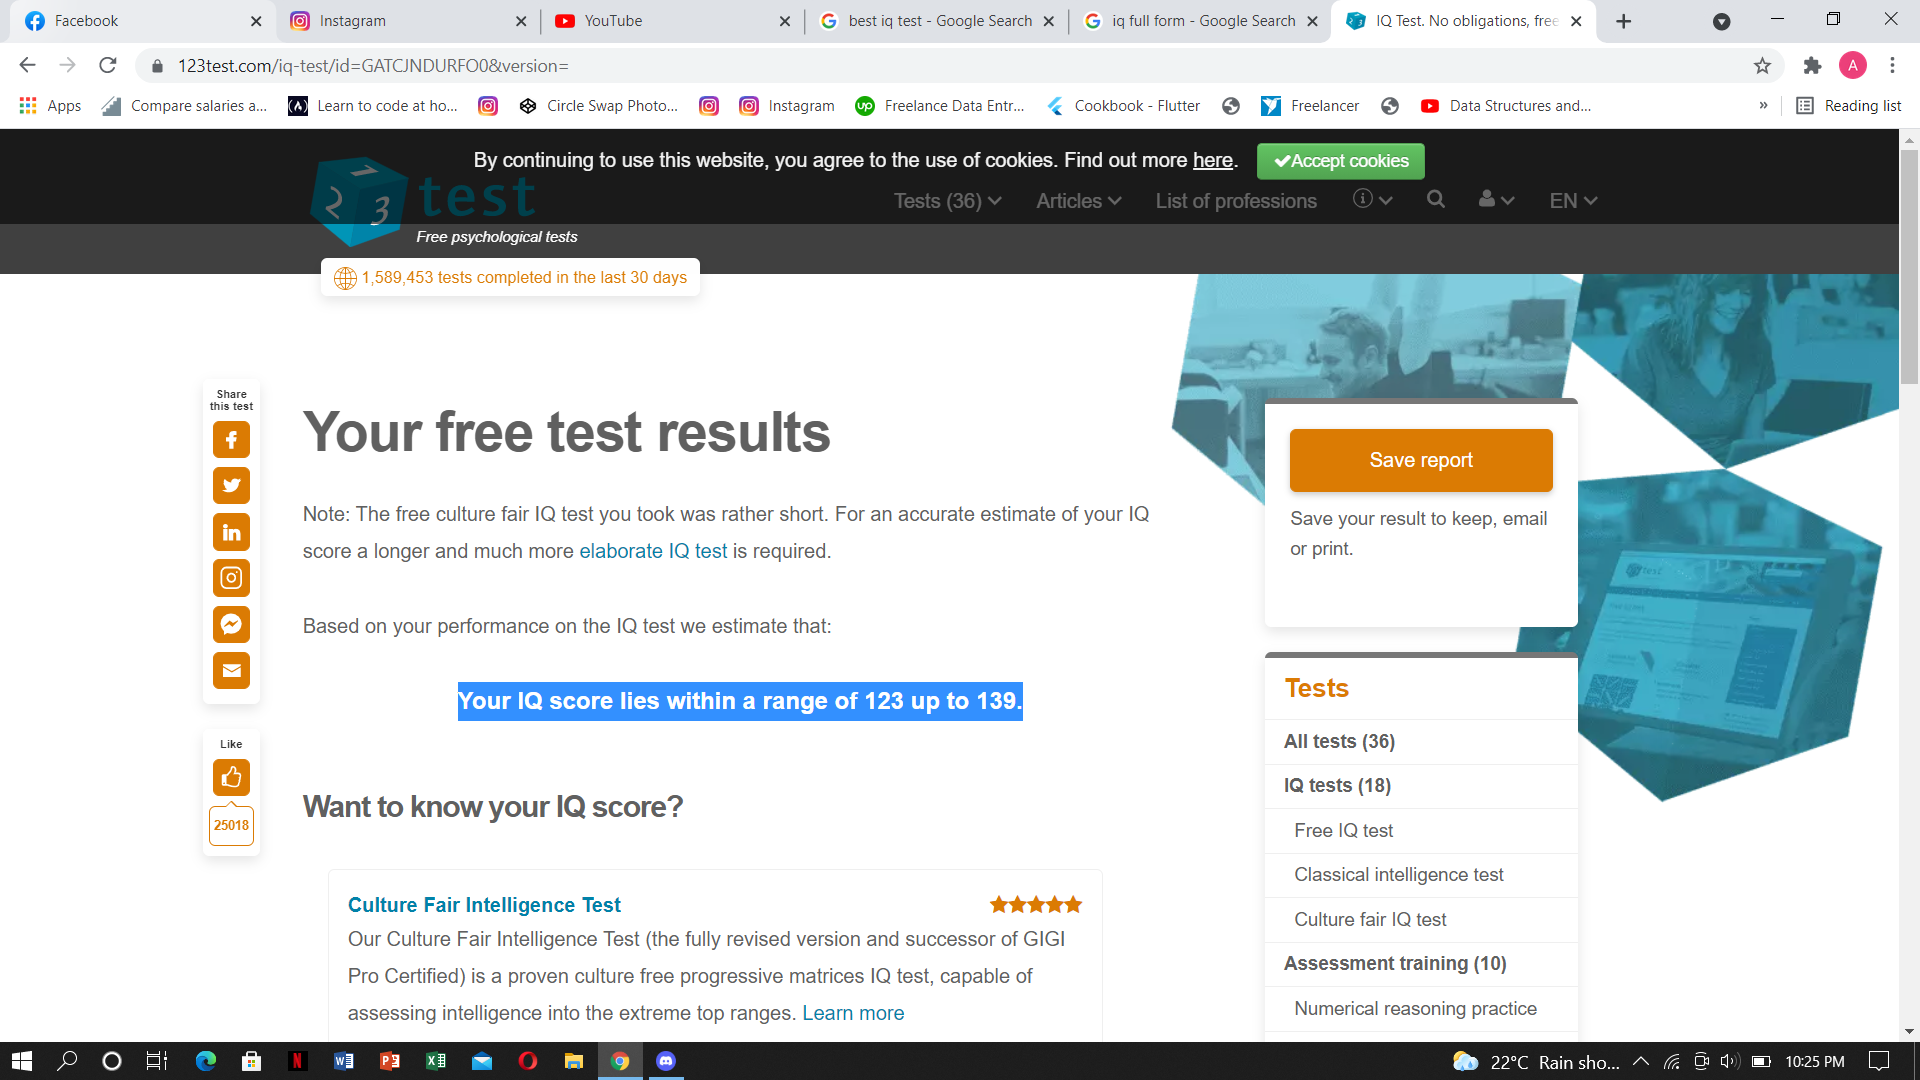 Facebook
Instagram
YouTube
best iq test - Google Search
iq full form - Google Search
IQ Test. No obligations, free
123test.com/iq-test/id=GATCJNDURFO0&version=
A
Apps
Compare salaries a...
Learn to code at ho...
Circle Swap Photo...
Instagram
Freelance Data Entr...
Cookbook - Flutter
Freelancer
Data Structures and...
»
Reading list
By continuing to use this website, you agree to the use of cookies. Find out more here.
Accept cookies
123 test
Tests (36)
Articles
List of professions
EN
Free psychological tests
1,589,453 tests completed in the last 30 days
Share
this test
Your free test results
Save report
Note: The free culture fair IQ test you took was rather short. For an accurate estimate of your IQ
score a longer and much more elaborate IQ test is required.
Save your result to keep, email
or print.
Based on your performance on the IQ test we estimate that:
Your IQ score lies within a range of 123 up to 139.
Tests
All tests (36)
IQ tests (18)
Free IQ test
Classical intelligence test
Culture fair IQ test
Assessment training (10)
Numerical reasoning practice
Like
25018
Want to know your IQ score?
Culture Fair Intelligence Test
Our Culture Fair Intelligence Test (the fully revised version and successor of GIGI
Pro Certified) is a proven culture free progressive matrices IQ test, capable of
assessing intelligence into the extreme top ranges. Learn more
22°C Rain sho...
10:25 PM